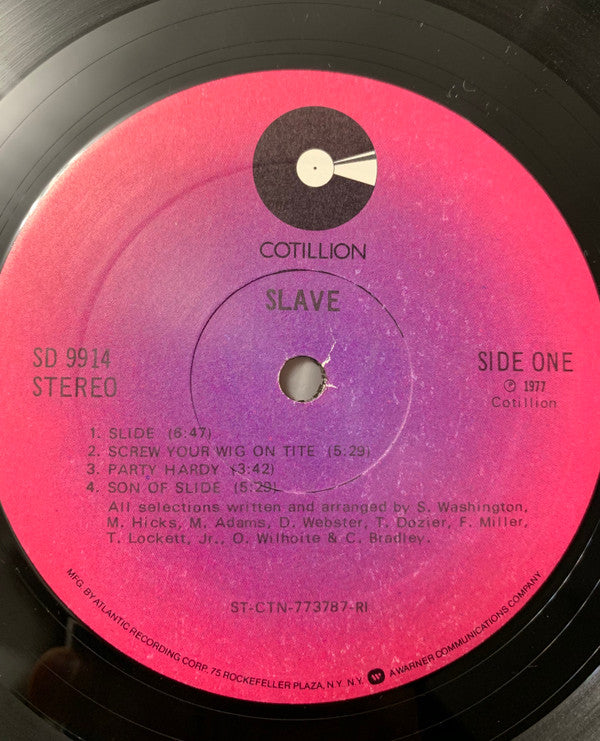 COTILLION
SLAVE
SD 9914
STEREO
SIDE ONE
℗ 1977
Cotillion
1. SLIDE (6:47)
2. SCREW YOUR WIG ON TITE (5:29)
3. PARTY HARDY (3:42)
4. SON OF SLIDE (5:29)
All selections written and arranged by S. Washington,
M. Hicks, M. Adams, D. Webster, T. Dozier, F. Miller,
T. Lockett, Jr., O. Wilhoite & C. Bradley.
ST-CTN-773787-RI
MFG. BY ATLANTIC RECORDING CORP. 75 ROCKEFELLER PLAZA, N.Y. N.Y. W A WARNER COMMUNICATIONS COMPANY